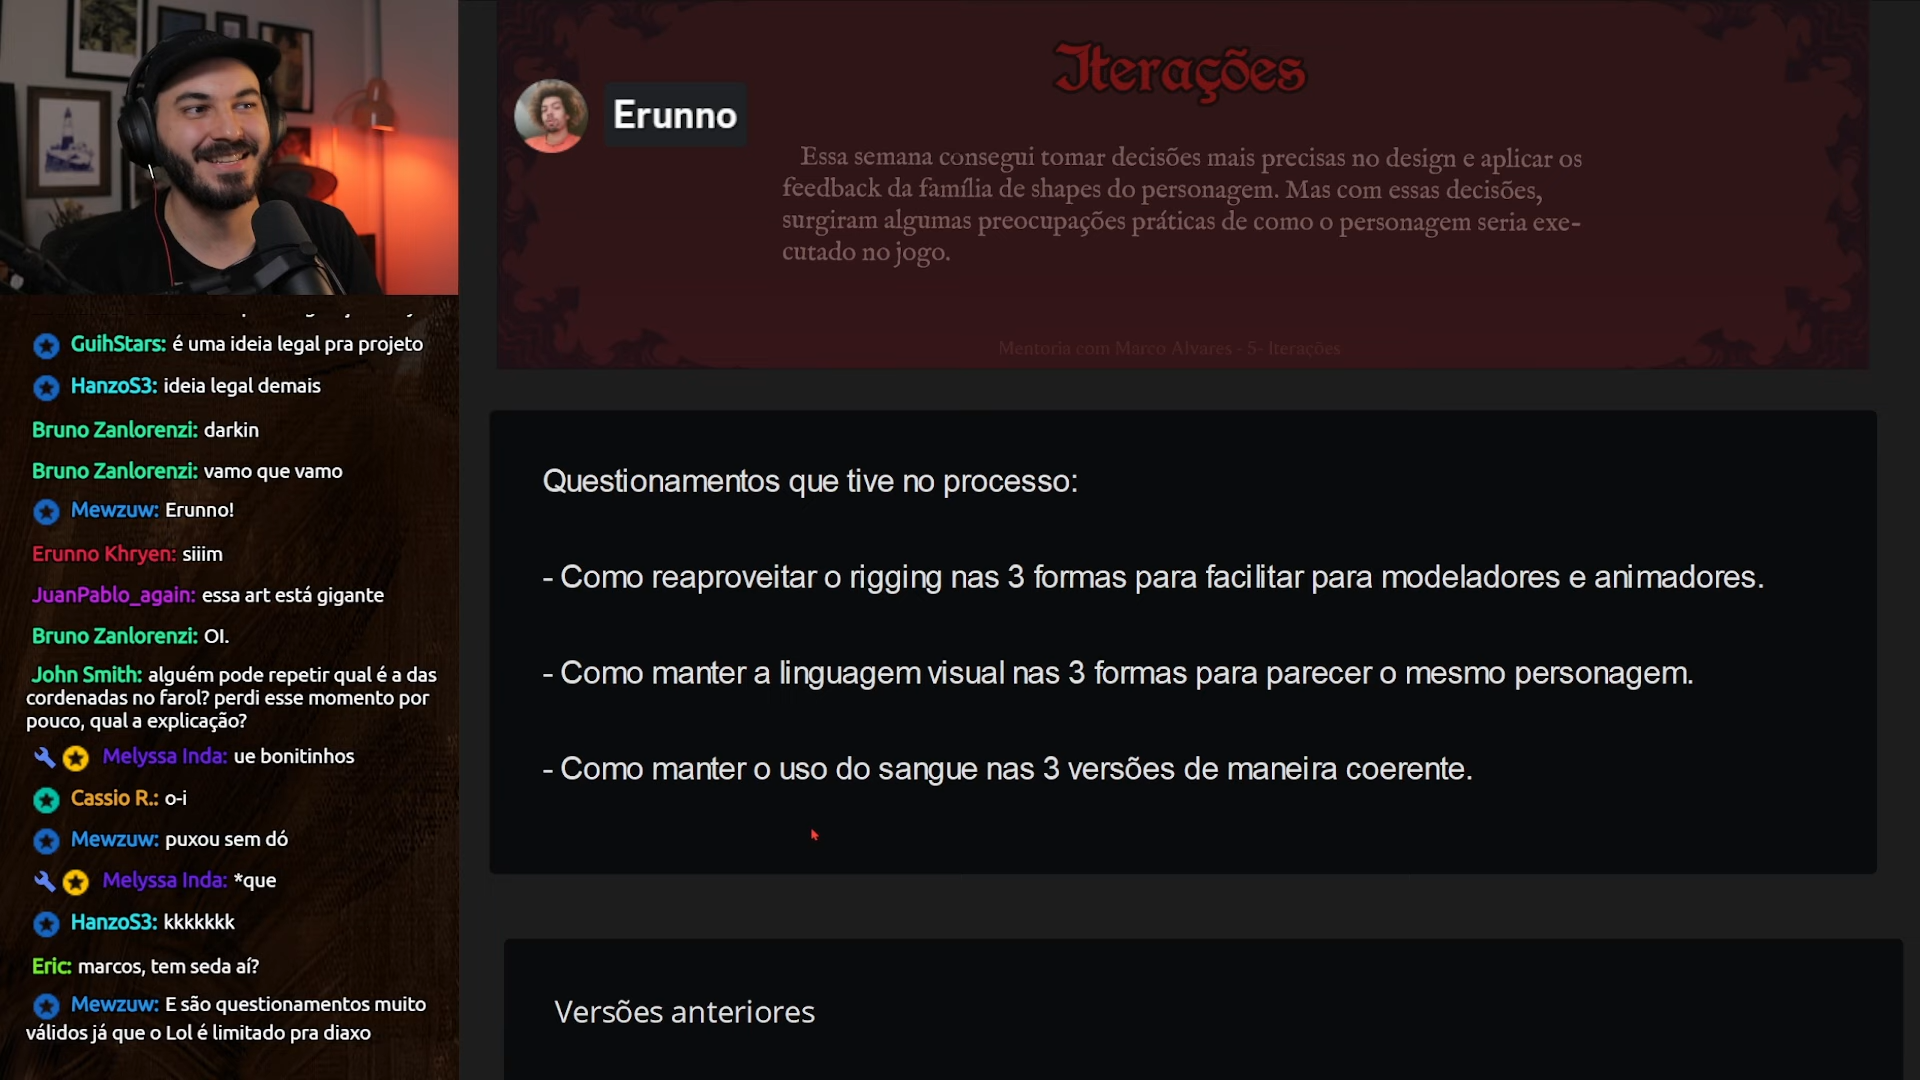 Iterações
Erunno
Essa semana consegui tomar decisões mais precisas no design e aplicar os
feedback da família de shapes do personagem. Mas com essas decisões,
surgiram algumas preocupações práticas de como o personagem seria exe-
cutado no jogo.
Mentoria com Marco Alvares - 5- Iterações
GuihStars: é uma ideia legal pra projeto
HanzoS3: ideia legal demais
Bruno Zanlorenzi: darkin
Bruno Zanlorenzi: vamo que vamo
Mewzuw: Erunno!
Erunno Khryen: siiim
JuanPablo_again: essa art está gigante
Bruno Zanlorenzi: OI.
John Smith: alguém pode repetir qual é a das
cordenadas no farol? perdi esse momento por
pouco, qual a explicação?
Melyssa Inda: ue bonitinhos
Cassio R.: o-i
Mewzuw: puxou sem dó
Melyssa Inda: *que
HanzoS3: kkkkkkk
Eric: marcos, tem seda aí?
Mewzuw: E são questionamentos muito
válidos já que o Lol é limitado pra diaxo
Questionamentos que tive no processo:
- Como reaproveitar o rigging nas 3 formas para facilitar para modeladores e animadores.
- Como manter a linguagem visual nas 3 formas para parecer o mesmo personagem.
- Como manter o uso do sangue nas 3 versões de maneira coerente.
Versões anteriores